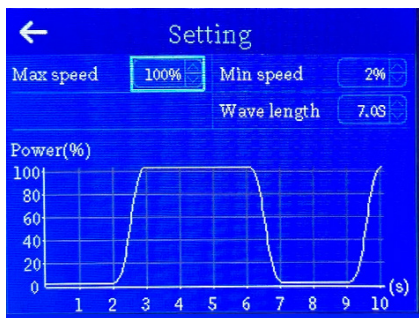 Setting
Max speed 100% Min speed 2%
Wave length 7.0S
Power(%)
100
80
60
40
20
0
1 2 3 4 5 6 7 8 9 10 (s)